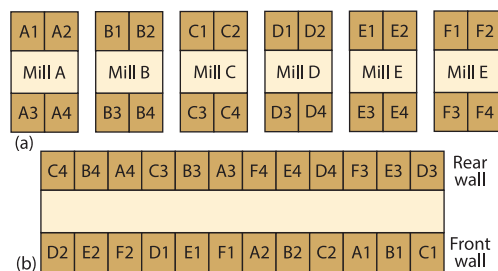 A1 A2 B1 B2 C1 C2 D1 D2 E1 E2 F1 F2
Mill A Mill B Mill C Mill D Mill E Mill E
A3 A4 B3 B4 C3 C4 D3 D4 E3 E4 F3 F4
(a)
C4 B4 A4 C3 B3 A3 F4 E4 D4 F3 E3 D3 Rear
wall
(b) D2 E2 F2 D1 E1 F1 A2 B2 C2 A1 B1 C1 Front
wall